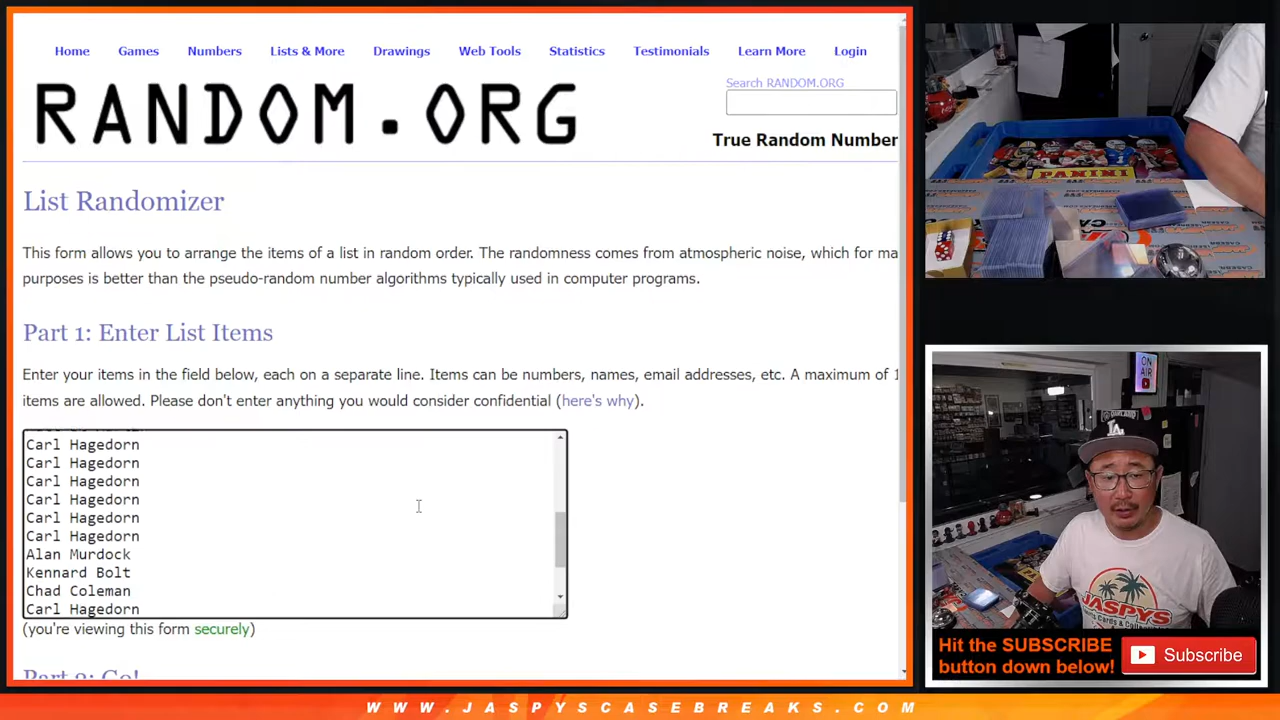 Home Games Numbers Lists & More Drawings Web Tools Statistics Testimonials Learn More Login
RANDOM.ORG
Search RANDOM.ORG
True Random Number
List Randomizer
This form allows you to arrange the items of a list in random order. The randomness comes from atmospheric noise, which for ma
purposes is better than the pseudo-random number algorithms typically used in computer programs.
Part 1: Enter List Items
Enter your items in the field below, each on a separate line. Items can be numbers, names, email addresses, etc. A maximum of 1
items are allowed. Please don't enter anything you would consider confidential (here's why).
Carl Hagedorn
Carl Hagedorn
Carl Hagedorn
Carl Hagedorn
Carl Hagedorn
Carl Hagedorn
Alan Murdock
Kennard Bolt
Chad Coleman
Carl Hagedorn
(you're viewing this form securely)
Part 2: Go!
PANINI
ON
AIR
LA
JASPYS
Hit the SUBSCRIBE
button down below!
Subscribe
WWW.JASPYSCASEBREAKS.COM